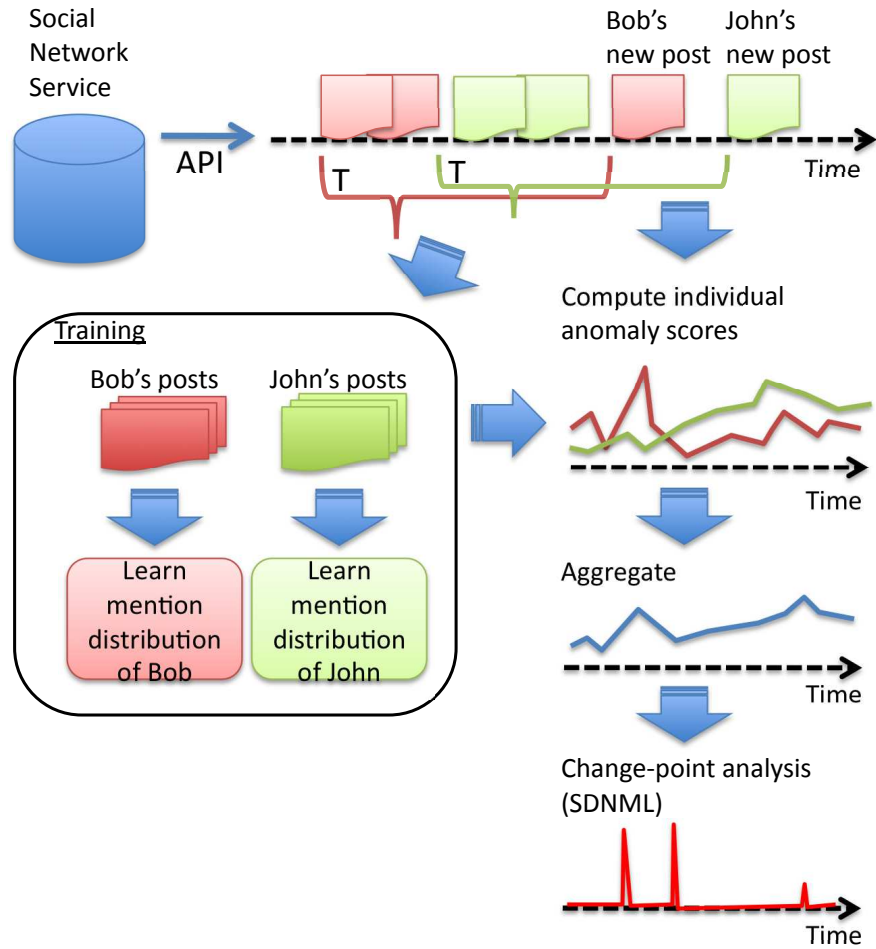 Social
Network
Service
API
Bob's
new post
John's
new post
T
T
Time
Training
Bob's posts
John's posts
Learn
mention
distribution
of Bob
Learn
mention
distribution
of John
Compute individual
anomaly scores
Time
Aggregate
Time
Change-point analysis
(SDNML)
Time